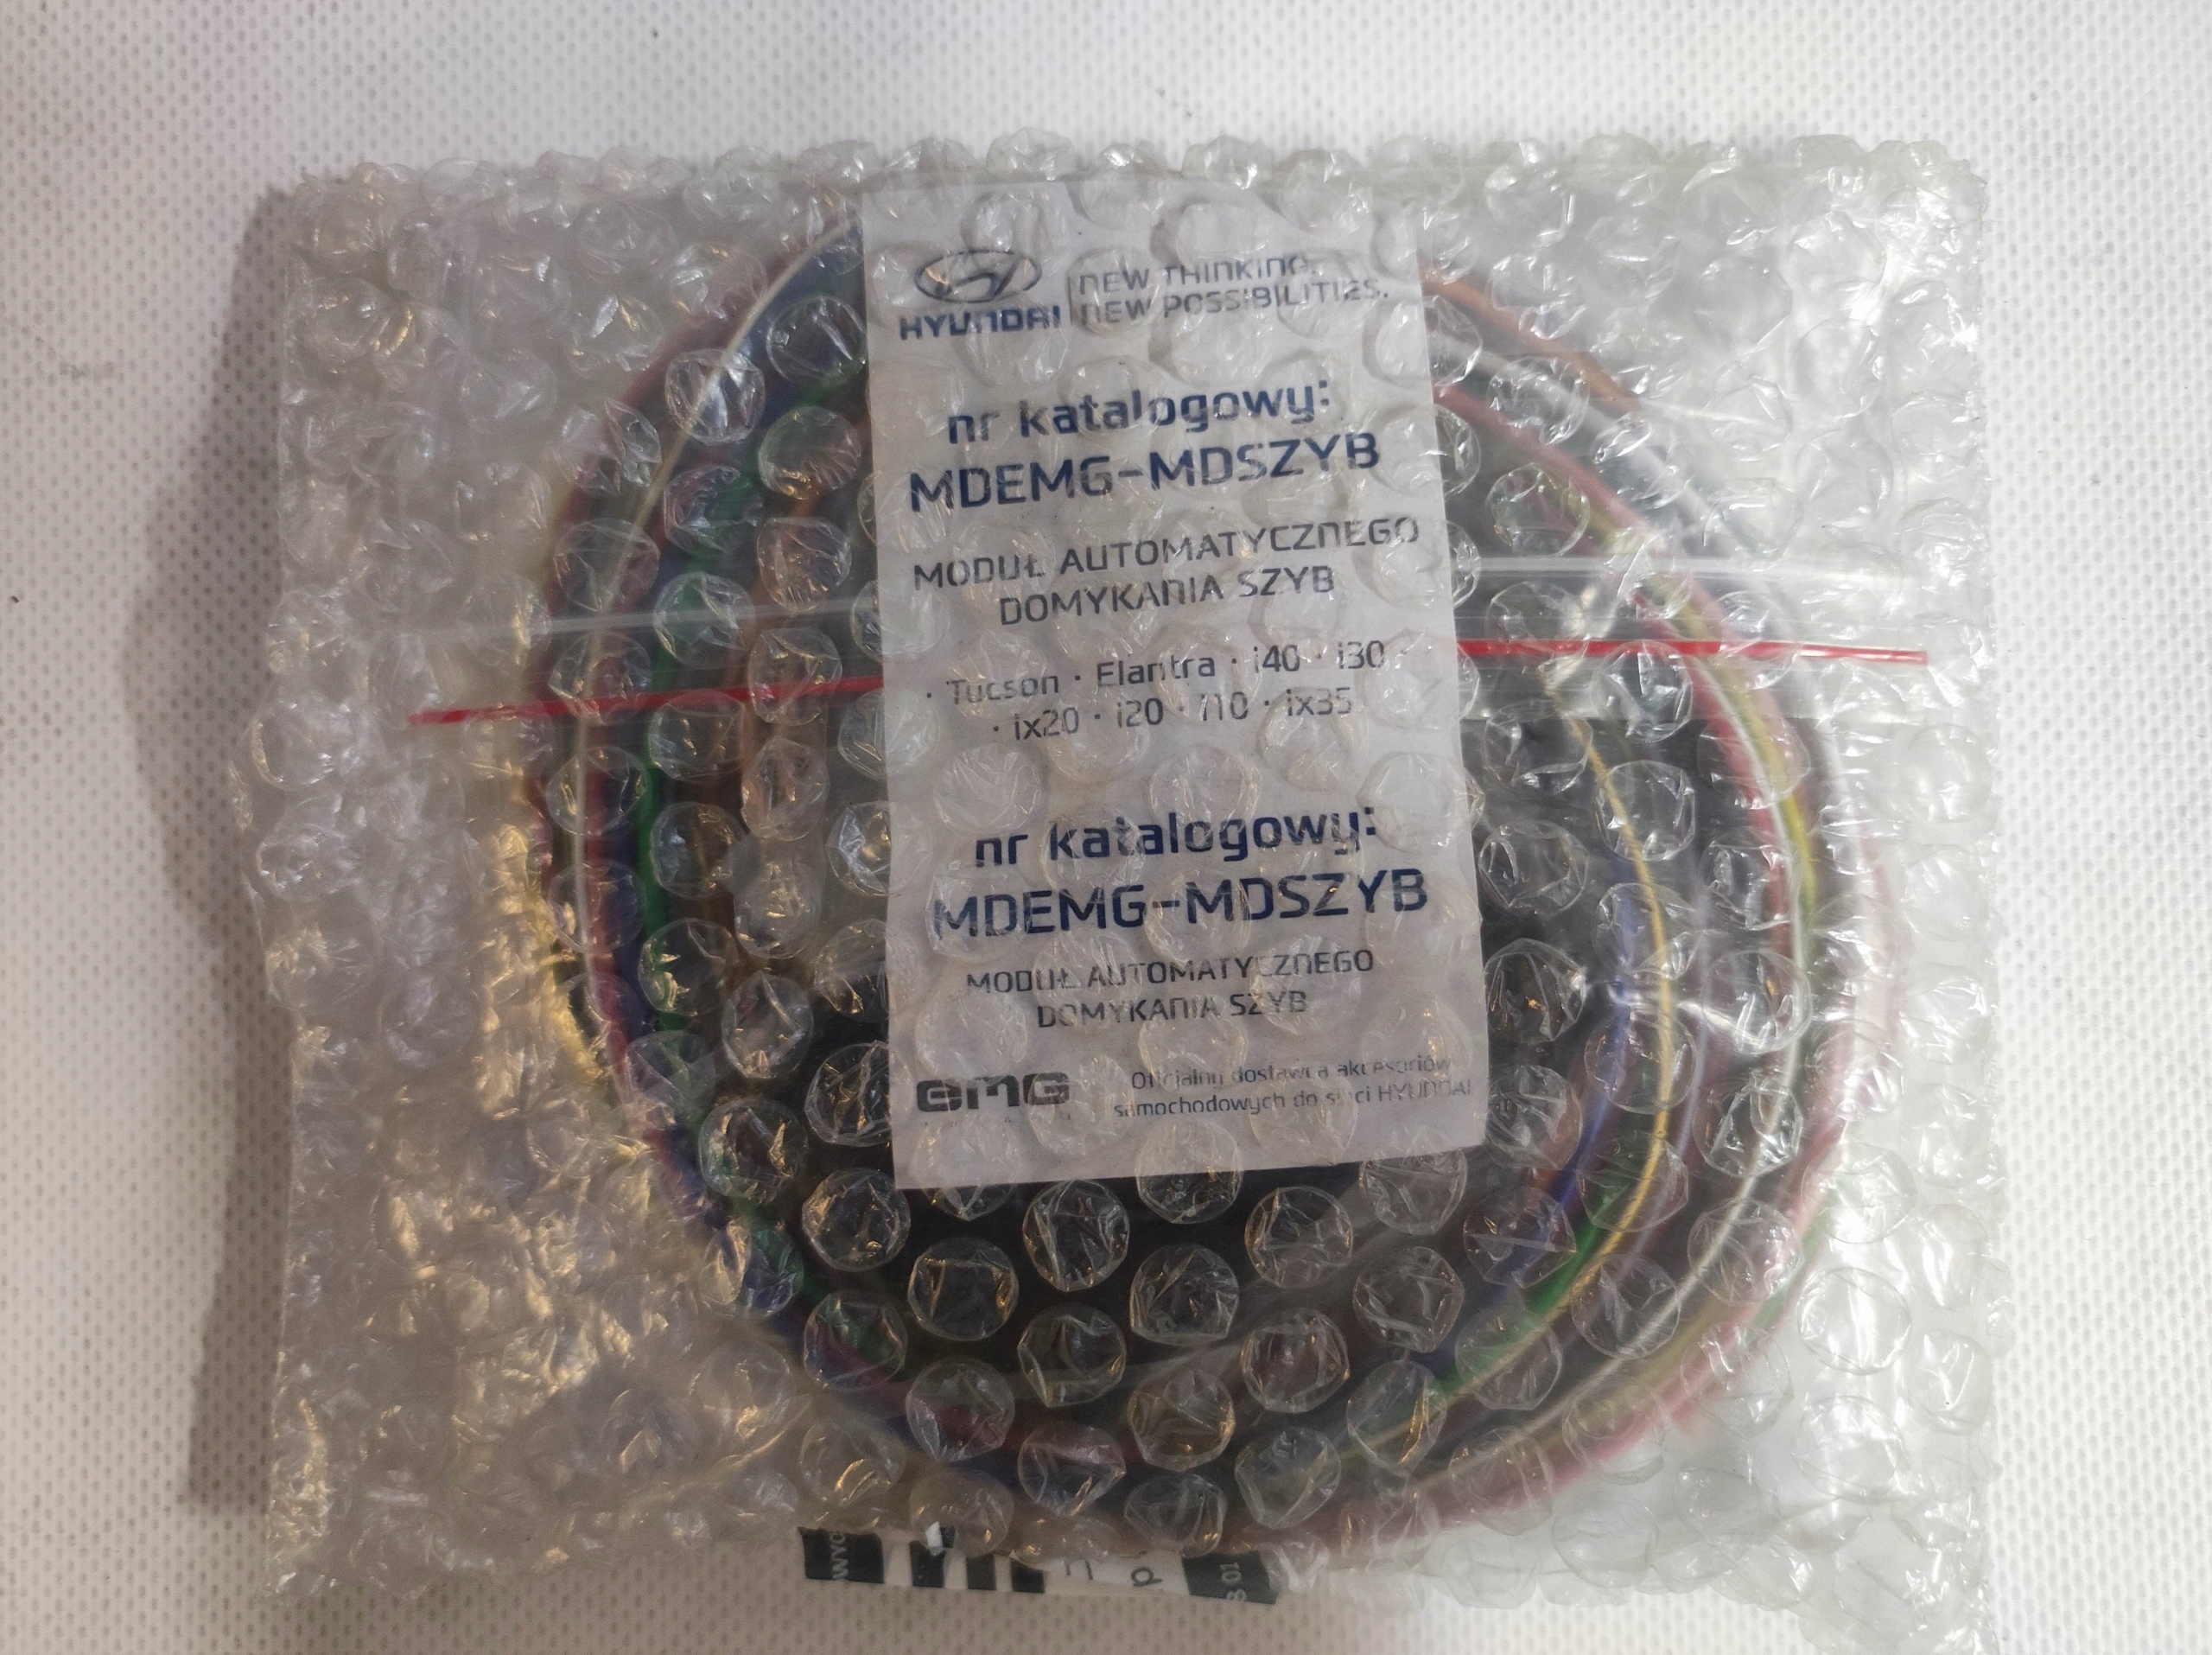 HYUNDAI
NEW THINKING.
NEW POSSIBILITIES.
nr katalogowy:
MDEMG-MDSZYB
MODUŁ AUTOMATYCZNEGO
DOMYKANIA SZYB
· Tucson · Elantra · i40 · i30 ·
· ix20 · i20 · i10 · ix35
nr katalogowy:
MDEMG-MDSZYB
MODUŁ AUTOMATYCZNEGO
DOMYKANIA SZYB
emg
Oficjalny dostawca akcesoriów
samochodowych do sieci HYUNDAI